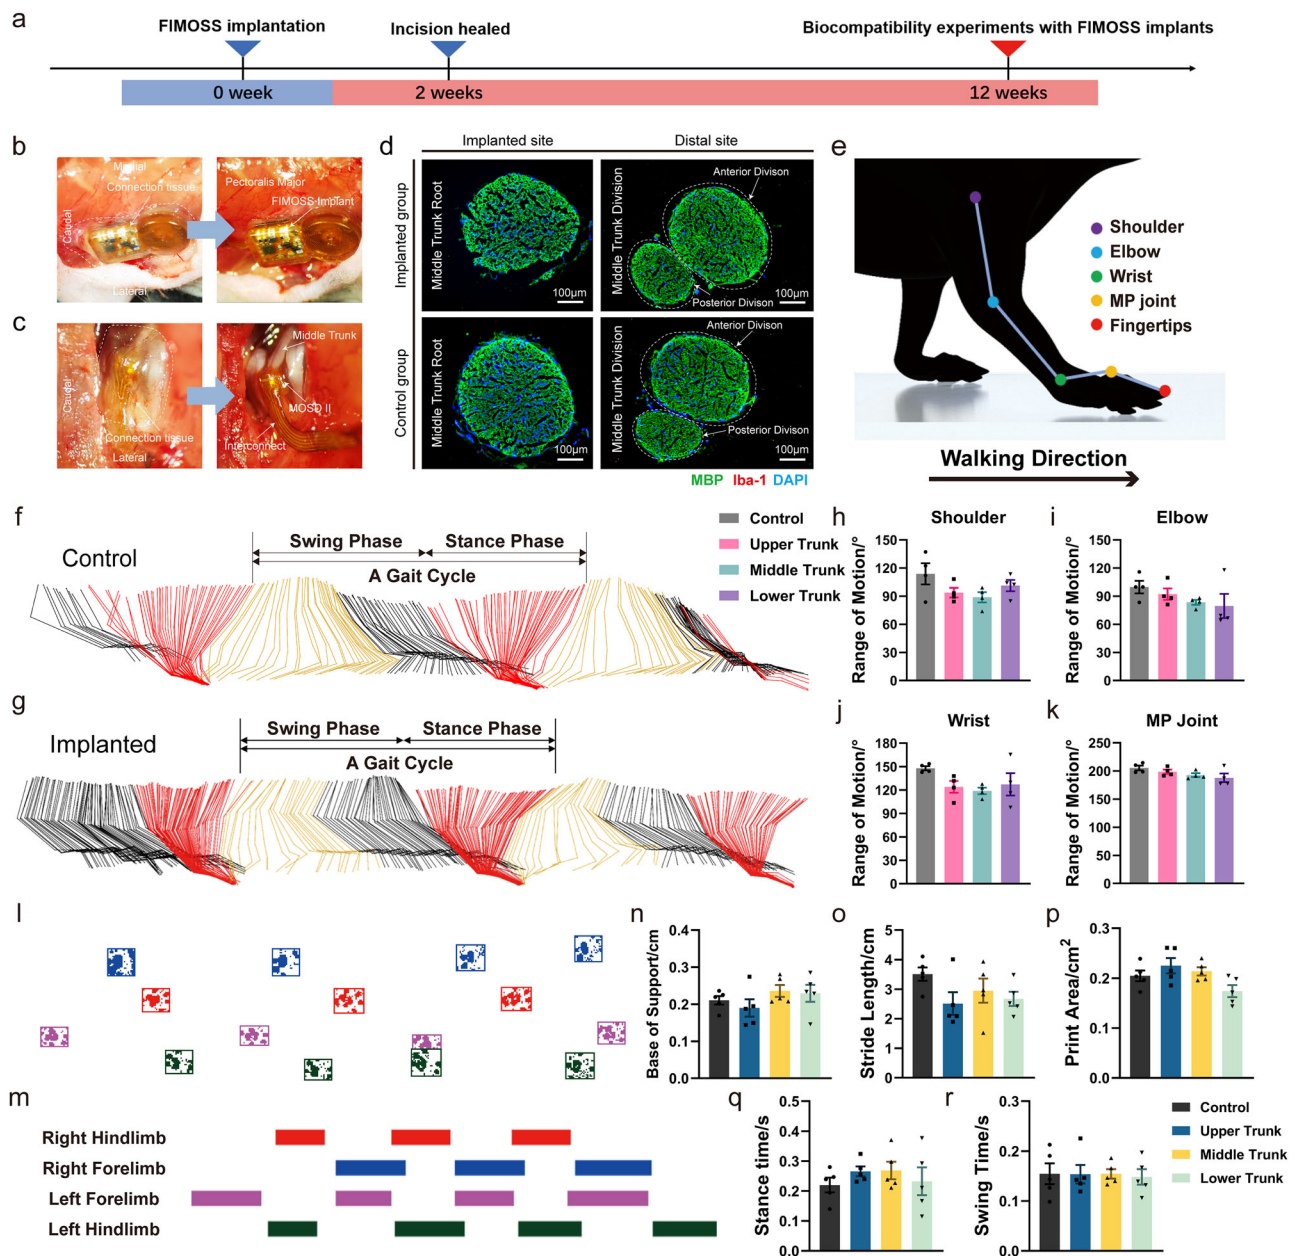 a
FIMOSS implantation
Incision healed
Biocompatibility experiments with FIMOSS implants
0 week
2 weeks
12 weeks
b
Medial
Connection tissue
Caudal
Lateral
Pectoralis Major
FIMOSS Implant
c
Caudal
Connection tissue
Lateral
Middle Trunk
MOSD II
Interconnect
d
Implanted site
Distal site
Implanted group
Control group
Middle Trunk Root
100μm
Middle Trunk Division
Anterior Divison
Posterior Divison
100μm
Middle Trunk Root
100μm
Middle Trunk Division
Anterior Divison
Posterior Divison
100μm
MBP Iba-1 DAPI
e
Shoulder
Elbow
Wrist
MP joint
Fingertips
Walking Direction
f
Control
Swing Phase
Stance Phase
A Gait Cycle
Control
Upper Trunk
Middle Trunk
Lower Trunk
g
Implanted
Swing Phase
Stance Phase
A Gait Cycle
h
Shoulder
Range of Motion/°
150
120
90
60
30
0
i
Elbow
Range of Motion/°
150
120
90
60
30
0
j
Wrist
Range of Motion/°
180
150
120
90
60
30
0
k
MP Joint
Range of Motion/°
250
200
150
100
50
0
l
m
Right Hindlimb
Right Forelimb
Left Forelimb
Left Hindlimb
n
Base of Support/cm
0.4
0.3
0.2
0.1
0.0
o
Stride Length/cm
5
4
3
2
1
0
p
Print Area/cm²
0.3
0.2
0.1
0.0
q
Stance time/s
0.5
0.4
0.3
0.2
0.1
0.0
r
Swing Time/s
0.3
0.2
0.1
0.0
Control
Upper Trunk
Middle Trunk
Lower Trunk